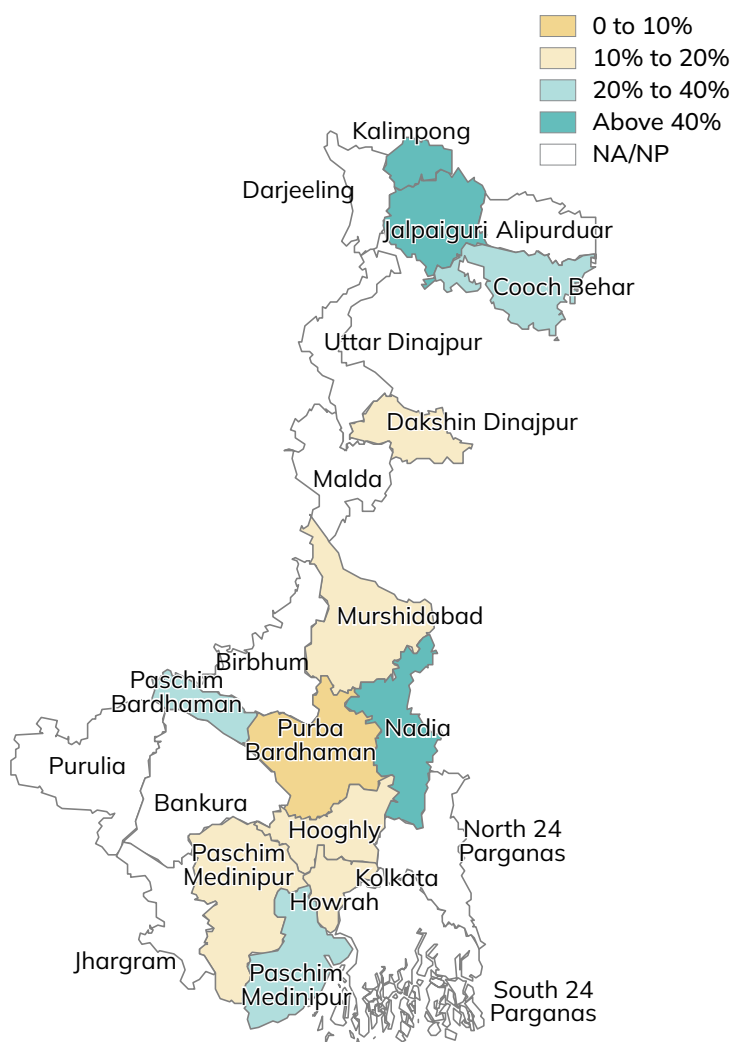 0 to 10%
10% to 20%
20% to 40%
Above 40%
NA/NP
Kalimpong
Darjeeling
Jalpaiguri
Alipurduar
Cooch Behar
Uttar Dinajpur
Dakshin Dinajpur
Malda
Murshidabad
Birbhum
Paschim
Bardhaman
Purba
Bardhaman
Nadia
Purulia
Bankura
Hooghly
North 24
Parganas
Paschim
Medinipur
Kolkata
Howrah
Jhargram
Paschim
Medinipur
South 24
Parganas